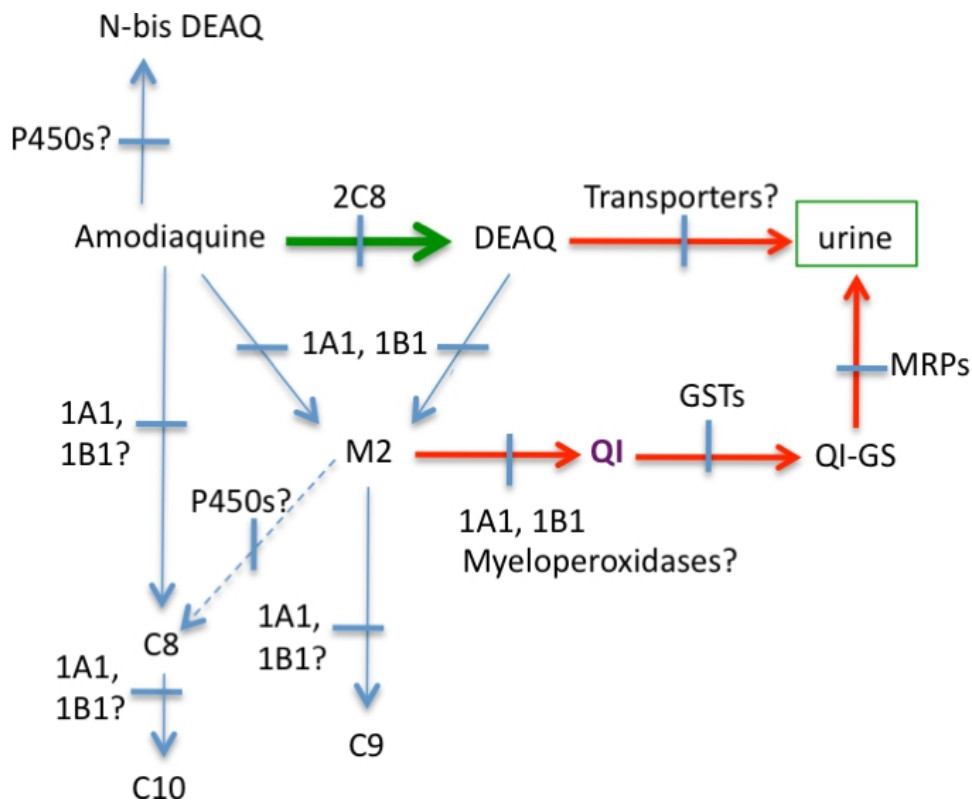 N-bis DEAQ
P450s?
2C8
Transporters?
Amodiaquine
DEAQ
urine
1A1, 1B1
MRPs
GSTs
1A1,
1B1?
M2
QI
QI-GS
P450s?
1A1, 1B1
Myeloperoxidases?
1A1,
1B1?
C8
1A1,
1B1?
C9
C10